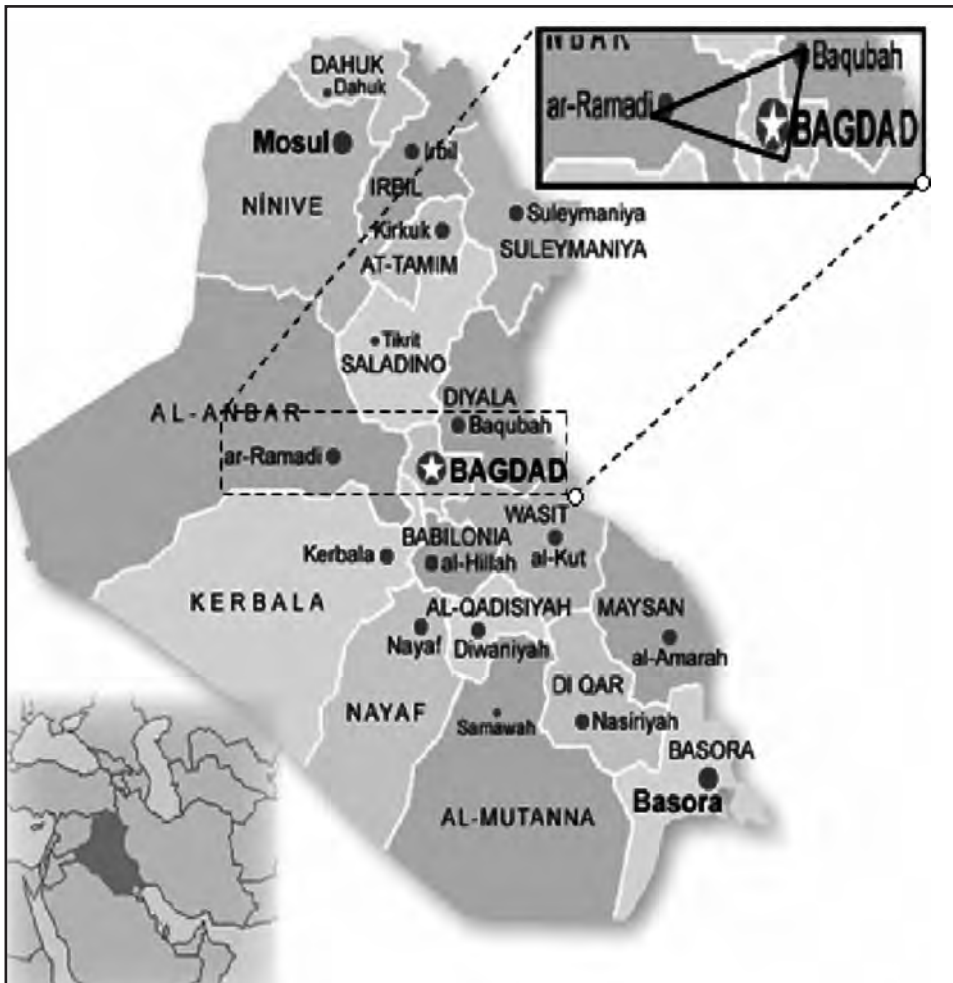 DAHUK
Dahuk
Mosul
Irbil
IRBIL
NÍNIVE
Kirkuk
AT-TAMIM
Suleymaniya
SULEYMANIYA
Tikrit
SALADINO
DIYALA
AL-ANBAR
Baqubah
ar-Ramadi
BAGDAD
WASIT
BABILONIA
Kerbala
al-Hillah
al-Kut
KERBALA
AL-QADISIYAH
MAYSAN
Nayaf
Diwaniyah
al-Amarah
DI QAR
NAYAF
Samawah
Nasiriyah
BASORA
Basora
AL-MUTANNA
NBAR
Baqubah
ar-Ramadi
BAGDAD